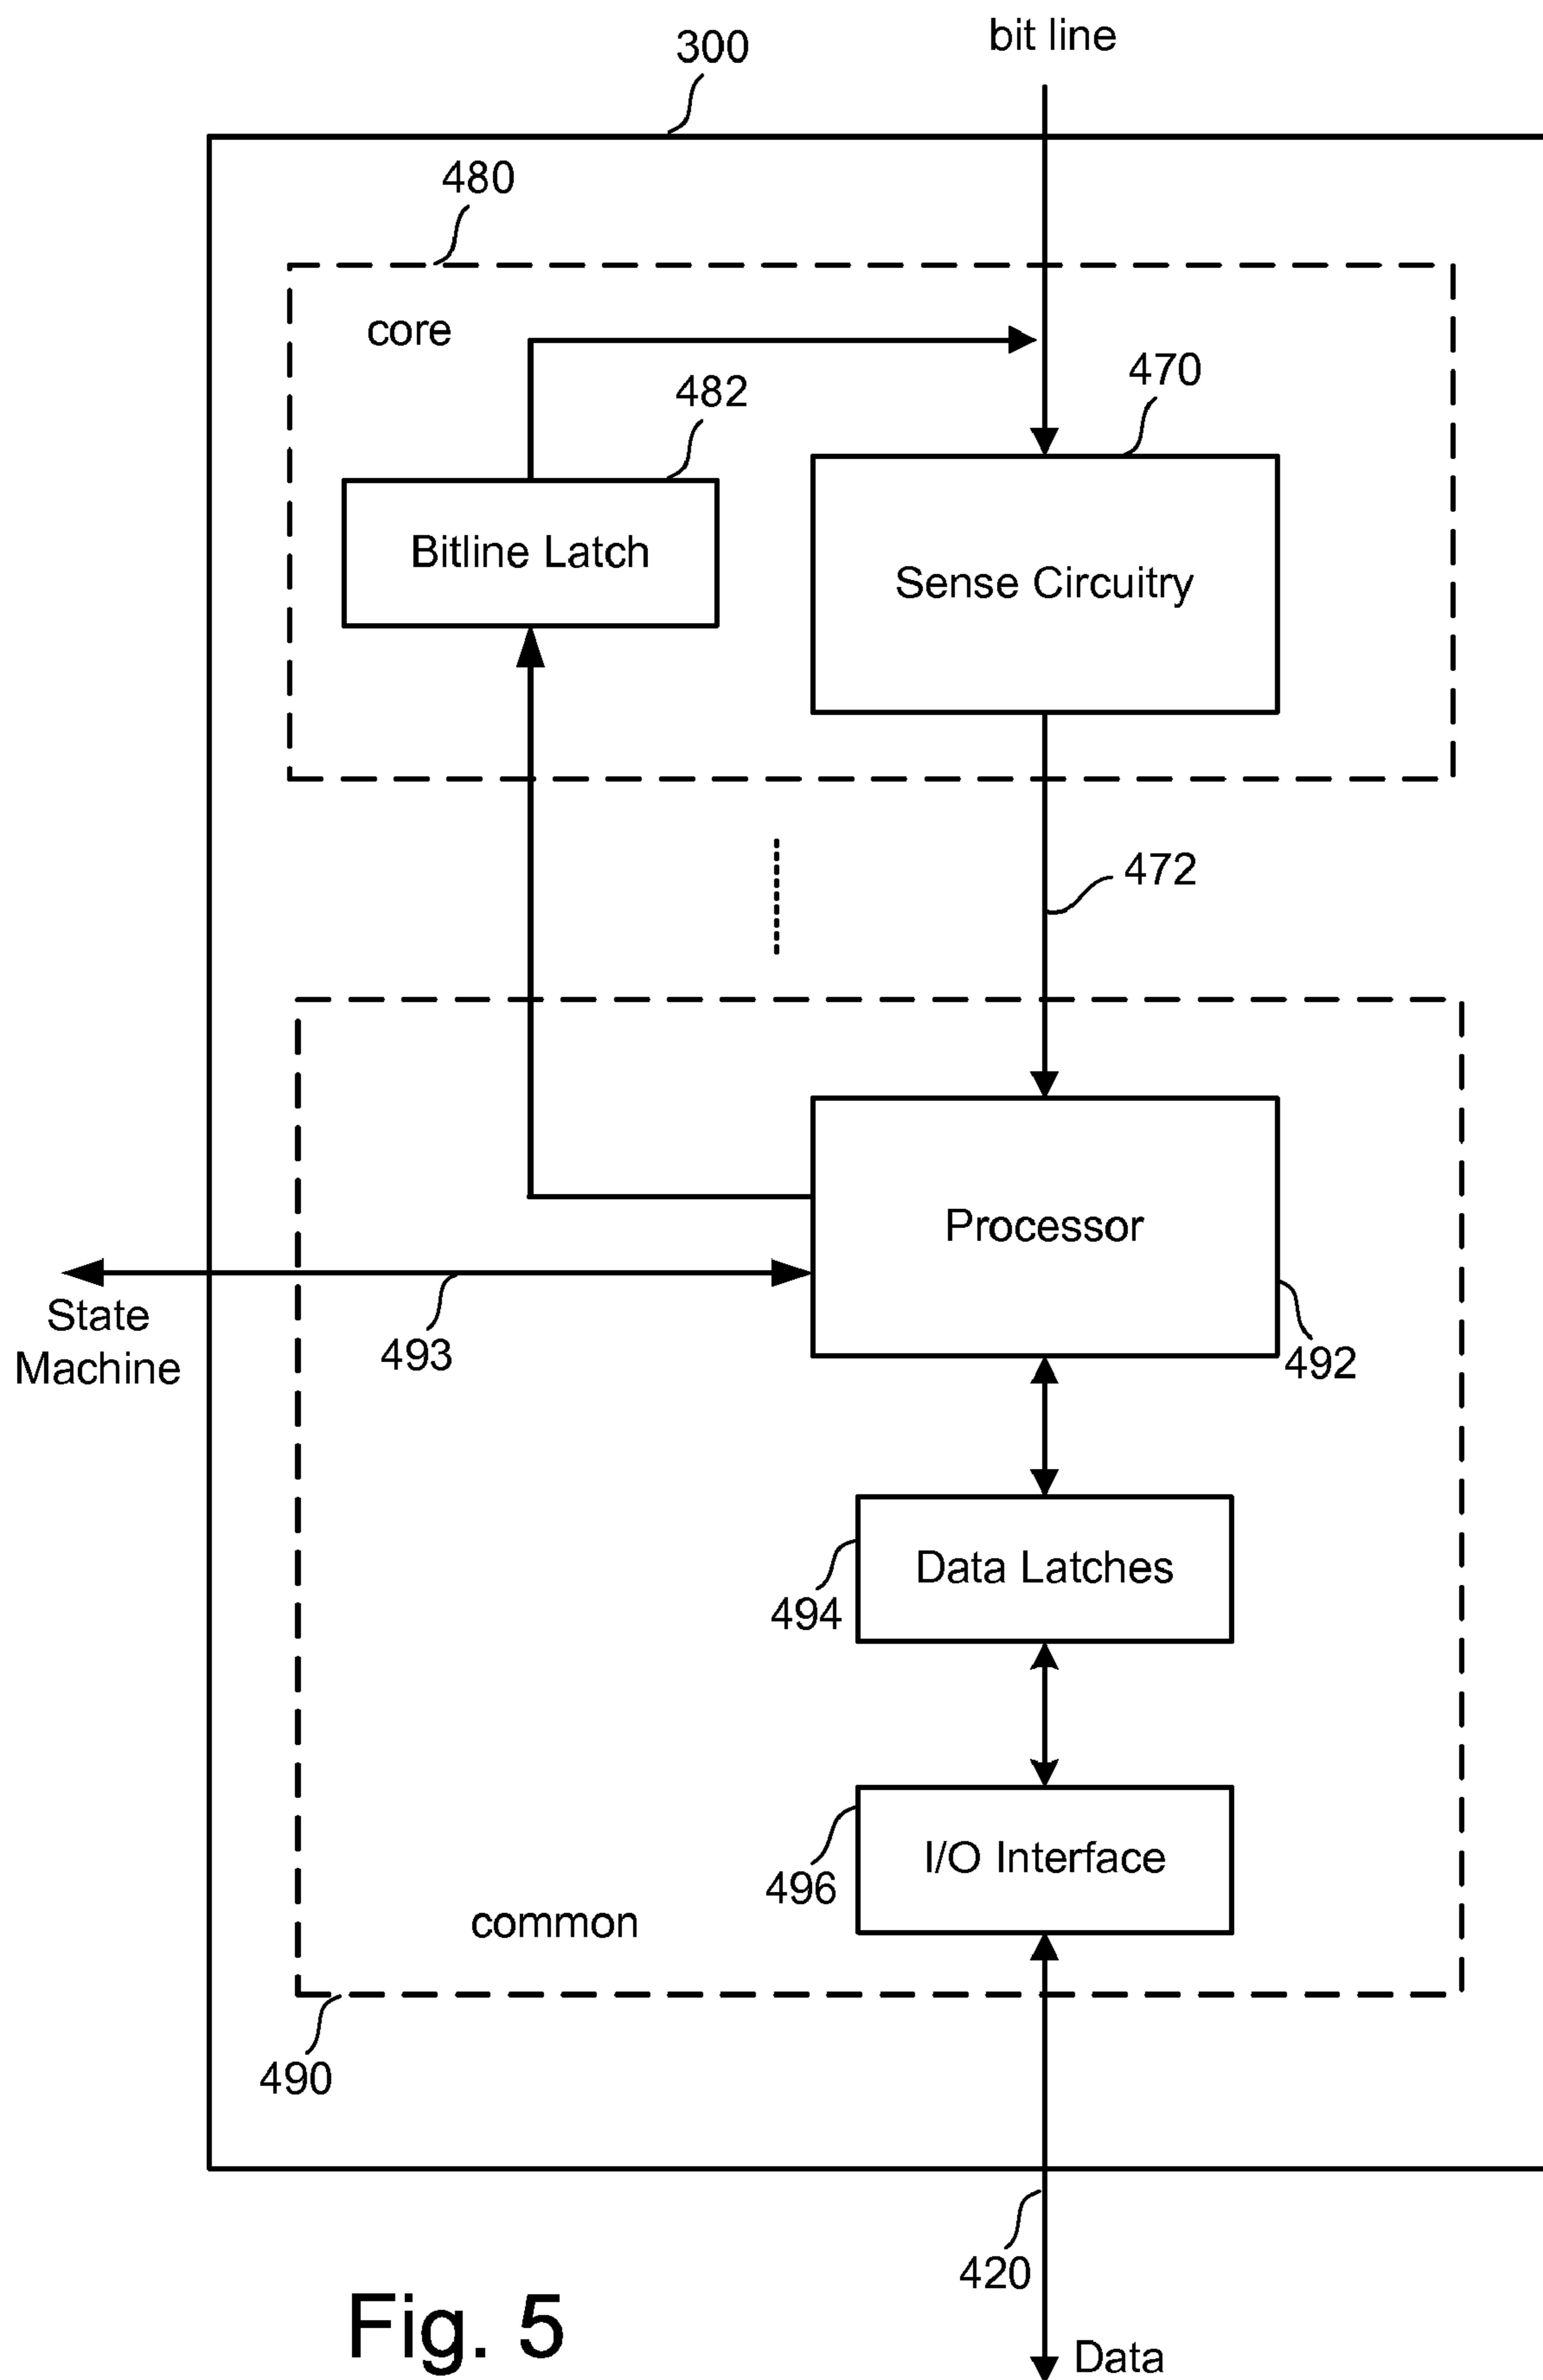 300
bit line
480
core
470
482
Bitline Latch
Sense Circuitry
472
Processor
State
Machine
493
492
Data Latches
494
I/O Interface
496
common
490
420
Fig. 5
Data